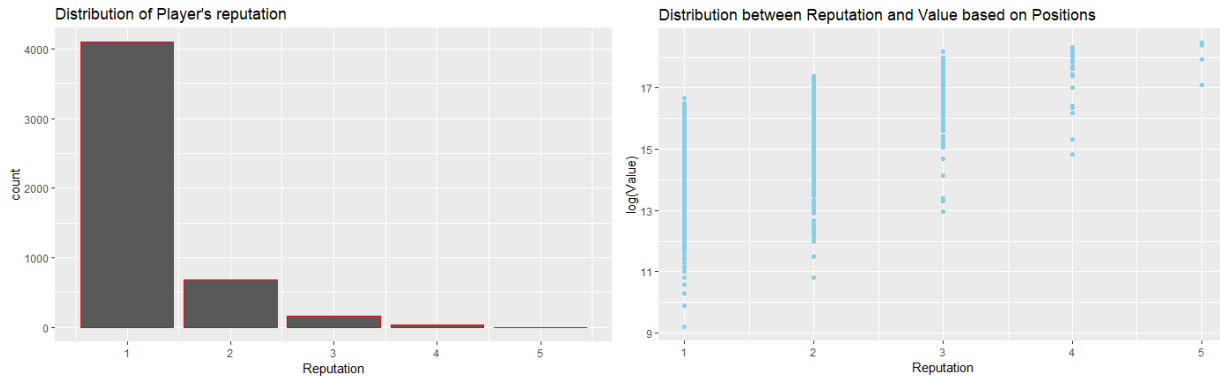 Distribution of Player's reputation
4000
3000
2000
1000
0
count
1 2 3 4 5
Reputation
Distribution between Reputation and Value based on Positions
17
15
13
11
9
log(Value)
1 2 3 4 5
Reputation